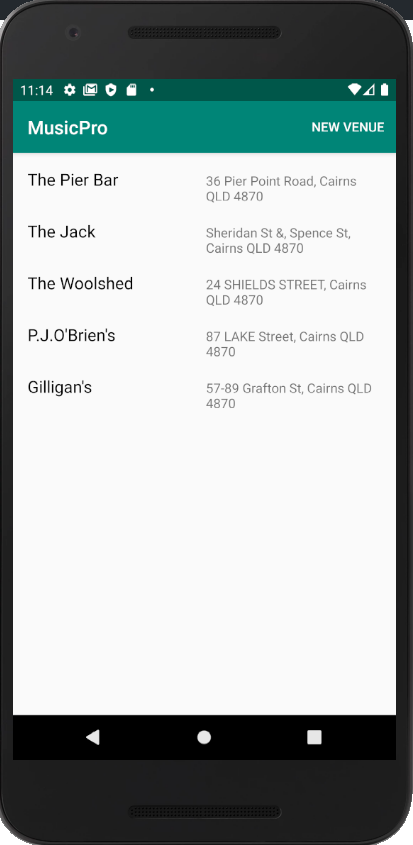 11:14
MusicPro
NEW VENUE
The Pier Bar
36 Pier Point Road, Cairns
QLD 4870
The Jack
Sheridan St &, Spence St,
Cairns QLD 4870
The Woolshed
24 SHIELDS STREET, Cairns
QLD 4870
P.J.O'Brien's
87 LAKE Street, Cairns QLD
4870
Gilligan's
57-89 Grafton St, Cairns QLD
4870